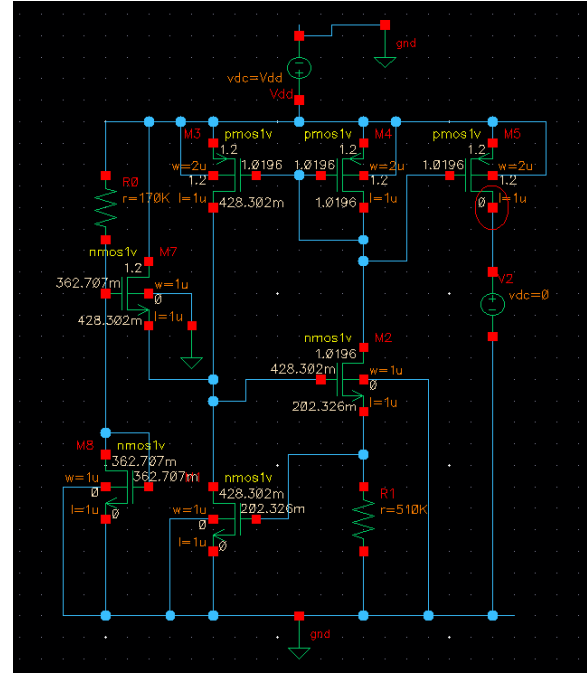 gnd
vdc=Vdd
Vdd
M3
pmos1v
1.2
w=2u
1.2
1.0196
l=1u
428.302m
pmos1v
M4
1.2
1.0196
w=2u
1.2
l=1u
1.0196
pmos1v
M5
1.2
1.0196
w=2u
1.2
l=1u
0
R0
r=170K
nmos1v
M7
1.2
362.707m
w=1u
0
l=1u
428.302m
V2
vdc=0
nmos1v
M2
1.0196
428.302m
w=1u
0
l=1u
202.326m
M8
nmos1v
362.707m
w=1u
362.707m
0
l=1u
0
nmos1v
428.302m
w=1u
202.326m
0
l=1u
0
R1
r=510K
gnd